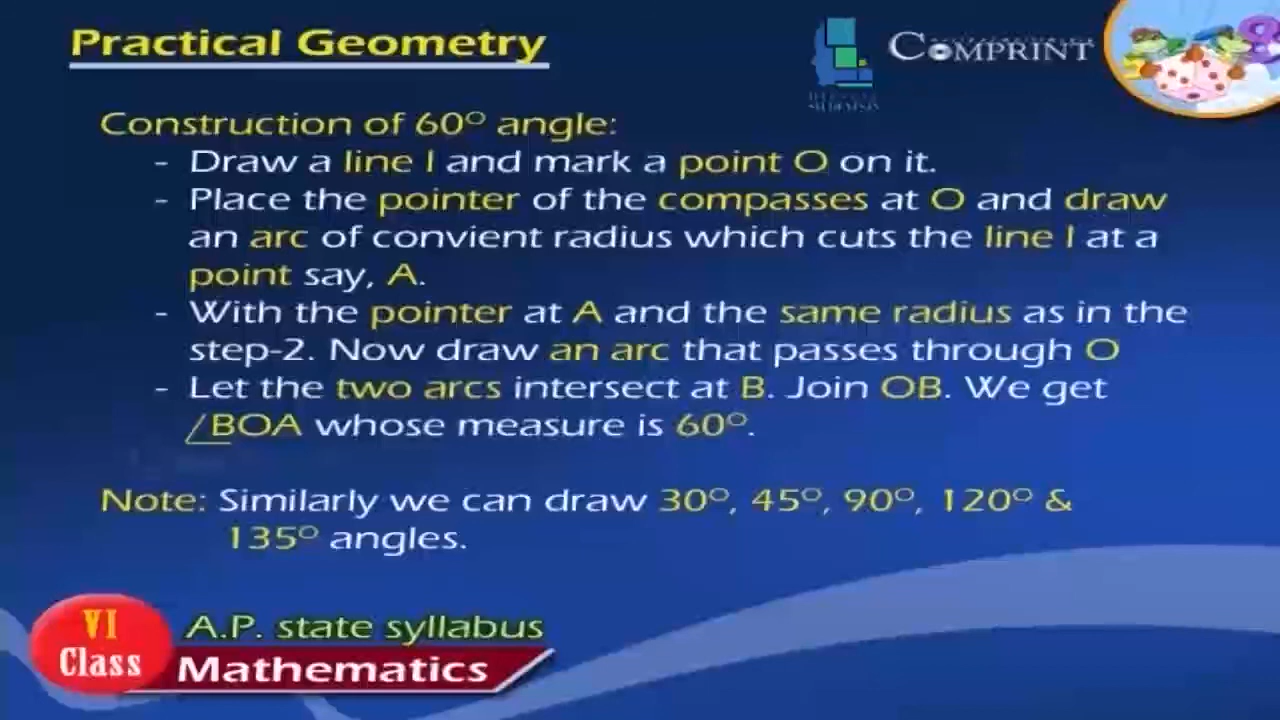 Practical Geometry
COMPRINT
Construction of 60° angle:
- Draw a line l and mark a point O on it.
- Place the pointer of the compasses at O and draw
an arc of convient radius which cuts the line l at a
point say, A.
- With the pointer at A and the same radius as in the
step-2. Now draw an arc that passes through O
- Let the two arcs intersect at B. Join OB. We get
∠BOA whose measure is 60°.
Note: Similarly we can draw 30°, 45°, 90°, 120° &
135° angles.
VI
Class
A.P. state syllabus
Mathematics